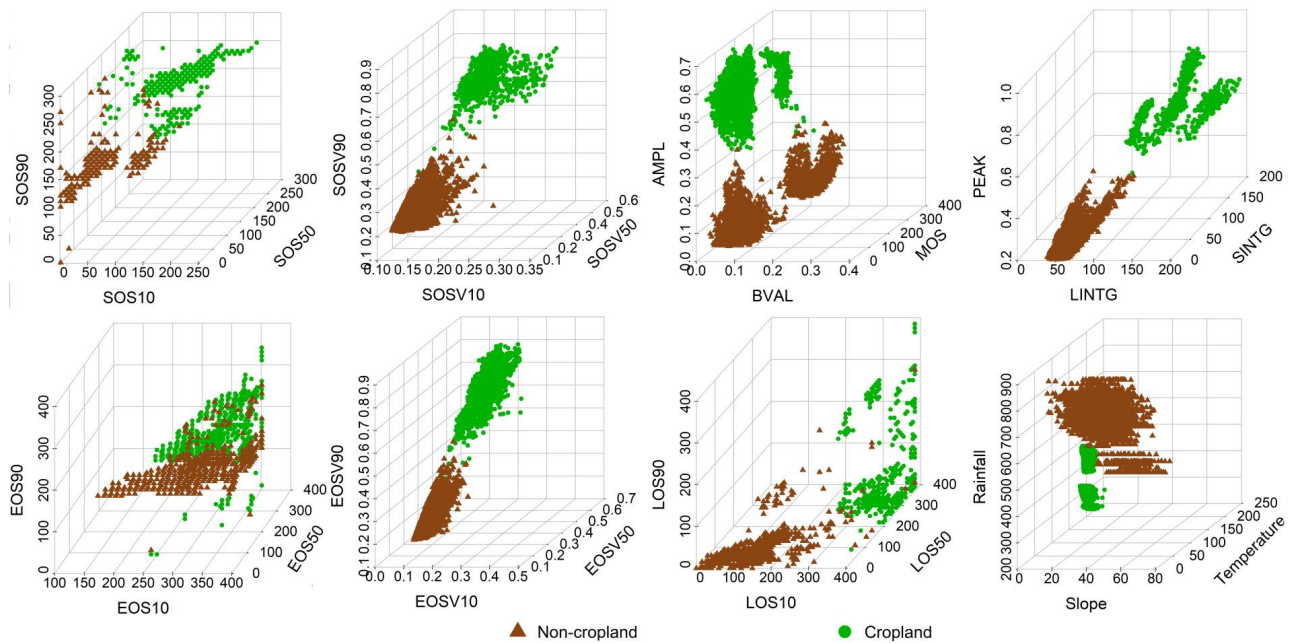 SOS90
0 50 100 150 200 250 300
0 50 100 150 200 250
SOS10
0 50 100 150 200 250 300
SOS50
SOSV90
0.1 0.2 0.3 0.4 0.5 0.6 0.7 0.8 0.9
0.10 0.15 0.20 0.25 0.30 0.35
SOSV10
0.1 0.2 0.3 0.4 0.5 0.6
SOSV50
AMPL
0.0 0.1 0.2 0.3 0.4 0.5 0.6 0.7
0.0 0.1 0.2 0.3 0.4
BVAL
0 100 200 300 400
MOS
PEAK
0.2 0.4 0.6 0.8 1.0
0 50 100 150 200
LINTG
0 50 100 150 200
SINTG
EOS90
0 100 200 300 400
100 150 200 250 300 350 400
EOS10
0 100 200 300 400
EOS50
EOSV90
0.1 0.2 0.3 0.4 0.5 0.6 0.7 0.8 0.9
0.0 0.1 0.2 0.3 0.4 0.5
EOSV10
0.1 0.2 0.3 0.4 0.5 0.6 0.7
EOSV50
LOS90
0 100 200 300 400
0 100 200 300 400
LOS10
0 100 200 300 400
LOS50
Rainfall
200 300 400 500 600 700 800 900
0 20 40 60 80
Slope
0 50 100 150 200 250
Temperature
Non-cropland
Cropland